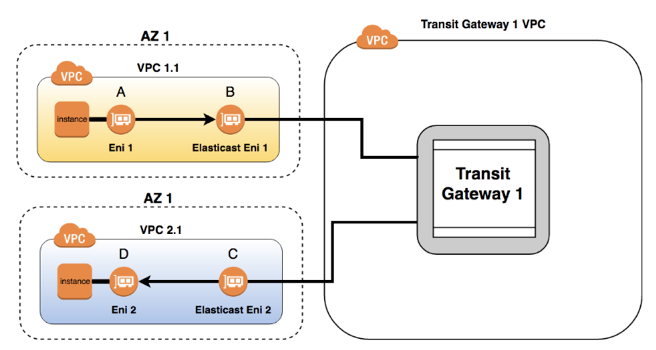 Transit Gateway 1 VPC
VPC
AZ 1
VPC 1.1
VPC
A
B
instance
Eni 1
Elasticast Eni 1
Transit
Gateway 1
AZ 1
VPC 2.1
VPC
D
C
instance
Eni 2
Elasticast Eni 2